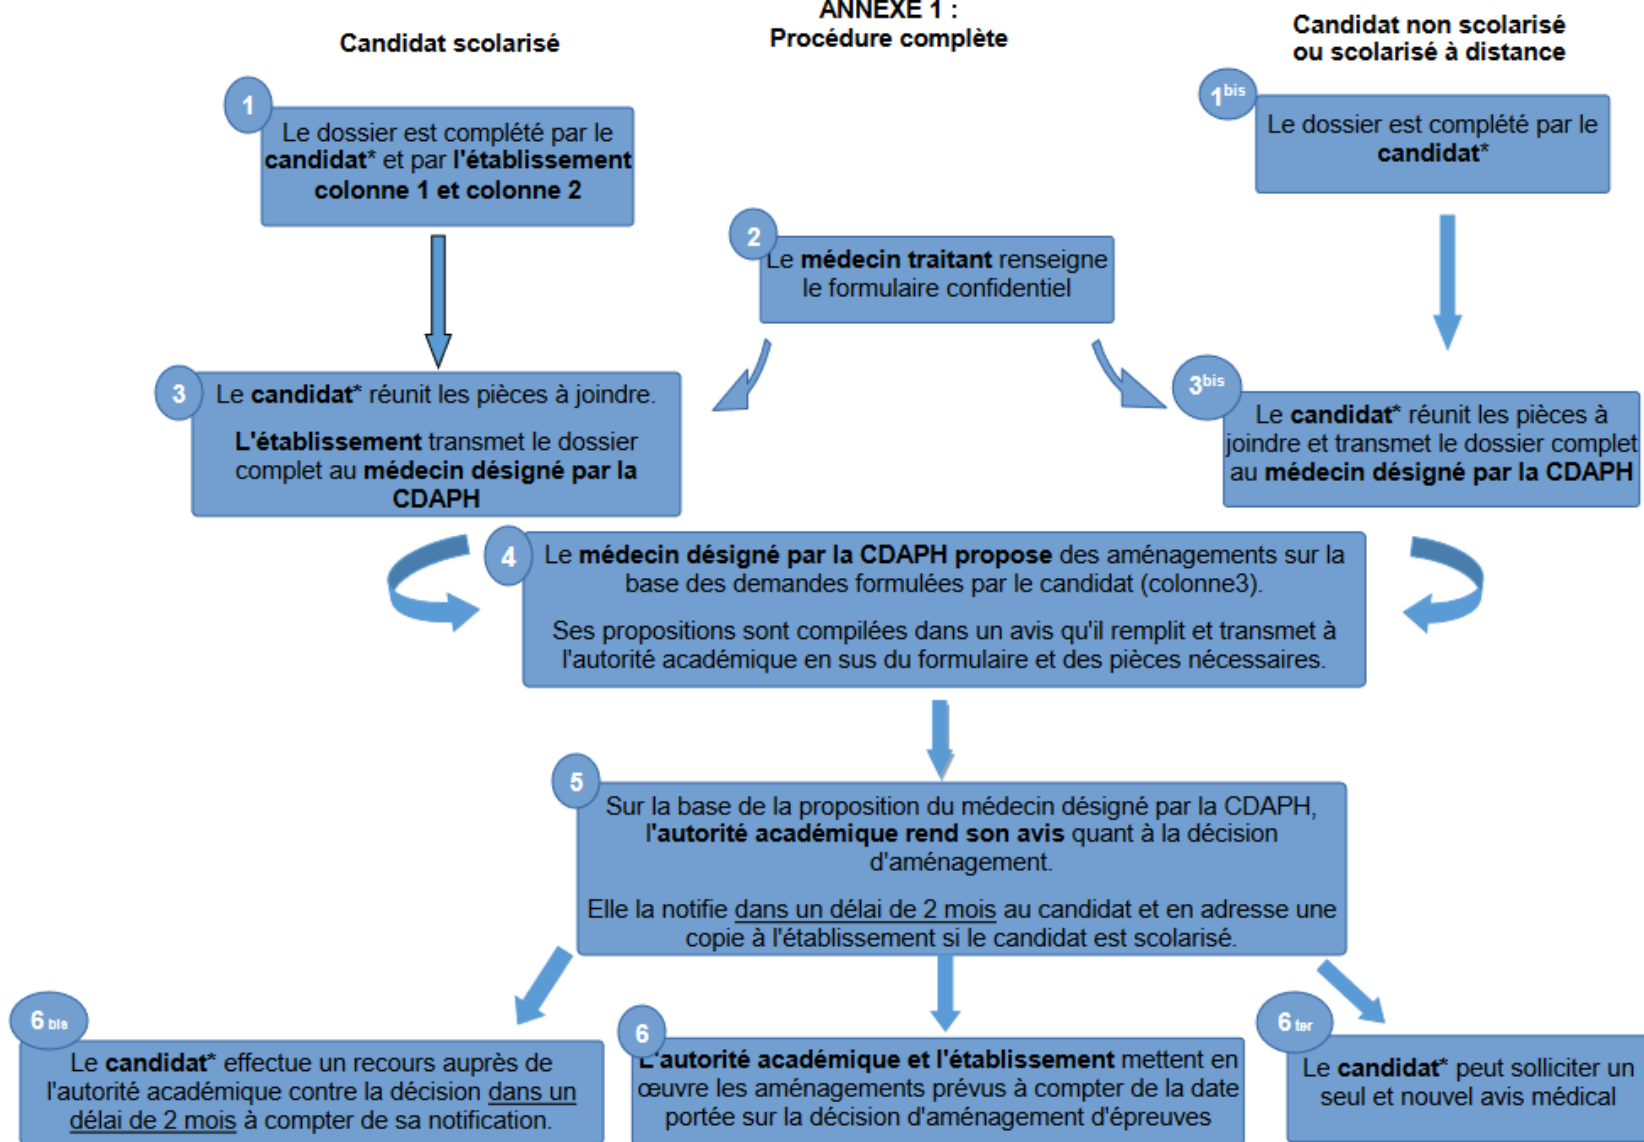 ANNEXE 1 :
Procédure complète
Candidat scolarisé
Candidat non scolarisé
ou scolarisé à distance
1
Le dossier est complété par le
candidat* et par l'établissement
colonne 1 et colonne 2
1bis
Le dossier est complété par le
candidat*
2
Le médecin traitant renseigne
le formulaire confidentiel
3
Le candidat* réunit les pièces à joindre.
L'établissement transmet le dossier
complet au médecin désigné par la
CDAPH
3bis
Le candidat* réunit les pièces à
joindre et transmet le dossier complet
au médecin désigné par la CDAPH
4
Le médecin désigné par la CDAPH propose des aménagements sur la
base des demandes formulées par le candidat (colonne3).
Ses propositions sont compilées dans un avis qu'il remplit et transmet à
l'autorité académique en sus du formulaire et des pièces nécessaires.
5
Sur la base de la proposition du médecin désigné par la CDAPH,
l'autorité académique rend son avis quant à la décision
d'aménagement.
Elle la notifie dans un délai de 2 mois au candidat et en adresse une
copie à l'établissement si le candidat est scolarisé.
6 bis
Le candidat* effectue un recours auprès de
l'autorité académique contre la décision dans un
délai de 2 mois à compter de sa notification.
6
L'autorité académique et l'établissement mettent en
œuvre les aménagements prévus à compter de la date
portée sur la décision d'aménagement d'épreuves
6 ter
Le candidat* peut solliciter un
seul et nouvel avis médical